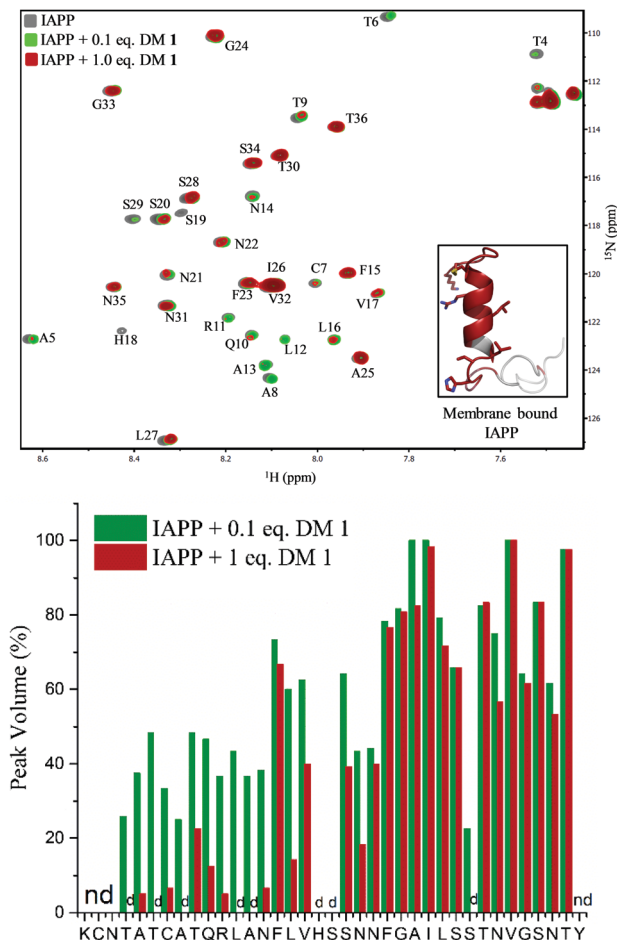 IAPP
IAPP + 0.1 eq. DM 1
IAPP + 1.0 eq. DM 1
T6
T4
G24
G33
T9
T36
S34
T30
S28
S29
S20
S19
N14
N22
N21
I26
C7
F15
F23
V32
V17
N35
N31
R11
A5
H18
Q10
L12
L16
A13
A25
A8
L27
Membrane bound
IAPP
110
112
114
116
118
120
122
124
126
15N (ppm)
8.6
8.4
8.2
8.0
7.8
7.6
1H (ppm)
IAPP + 0.1 eq. DM 1
IAPP + 1 eq. DM 1
Peak Volume (%)
100
80
60
40
20
0
nd
d
d
d
d
d
d
d
d
nd
KCNTATCATQRLANFLVHSSNNFGAILSSTNVGSNTY